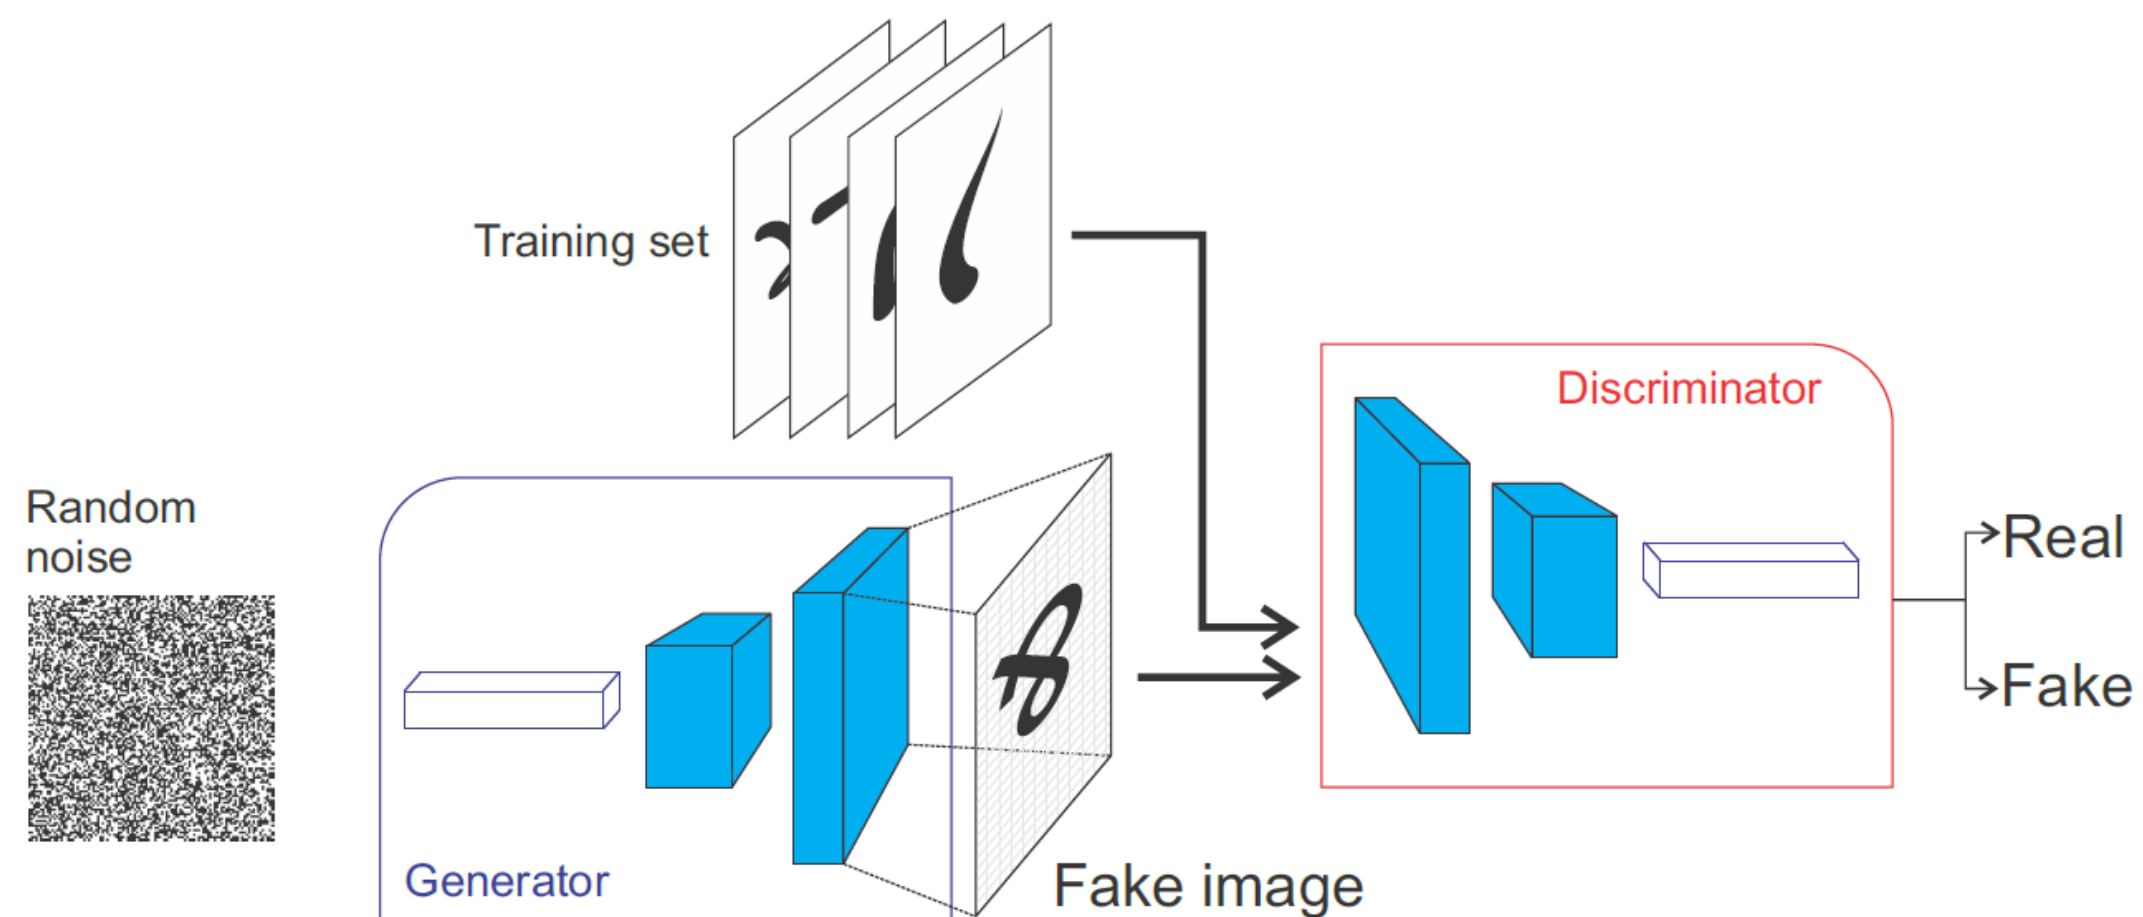 Training set
Random
noise
Generator
Fake image
Discriminator
Real
Fake